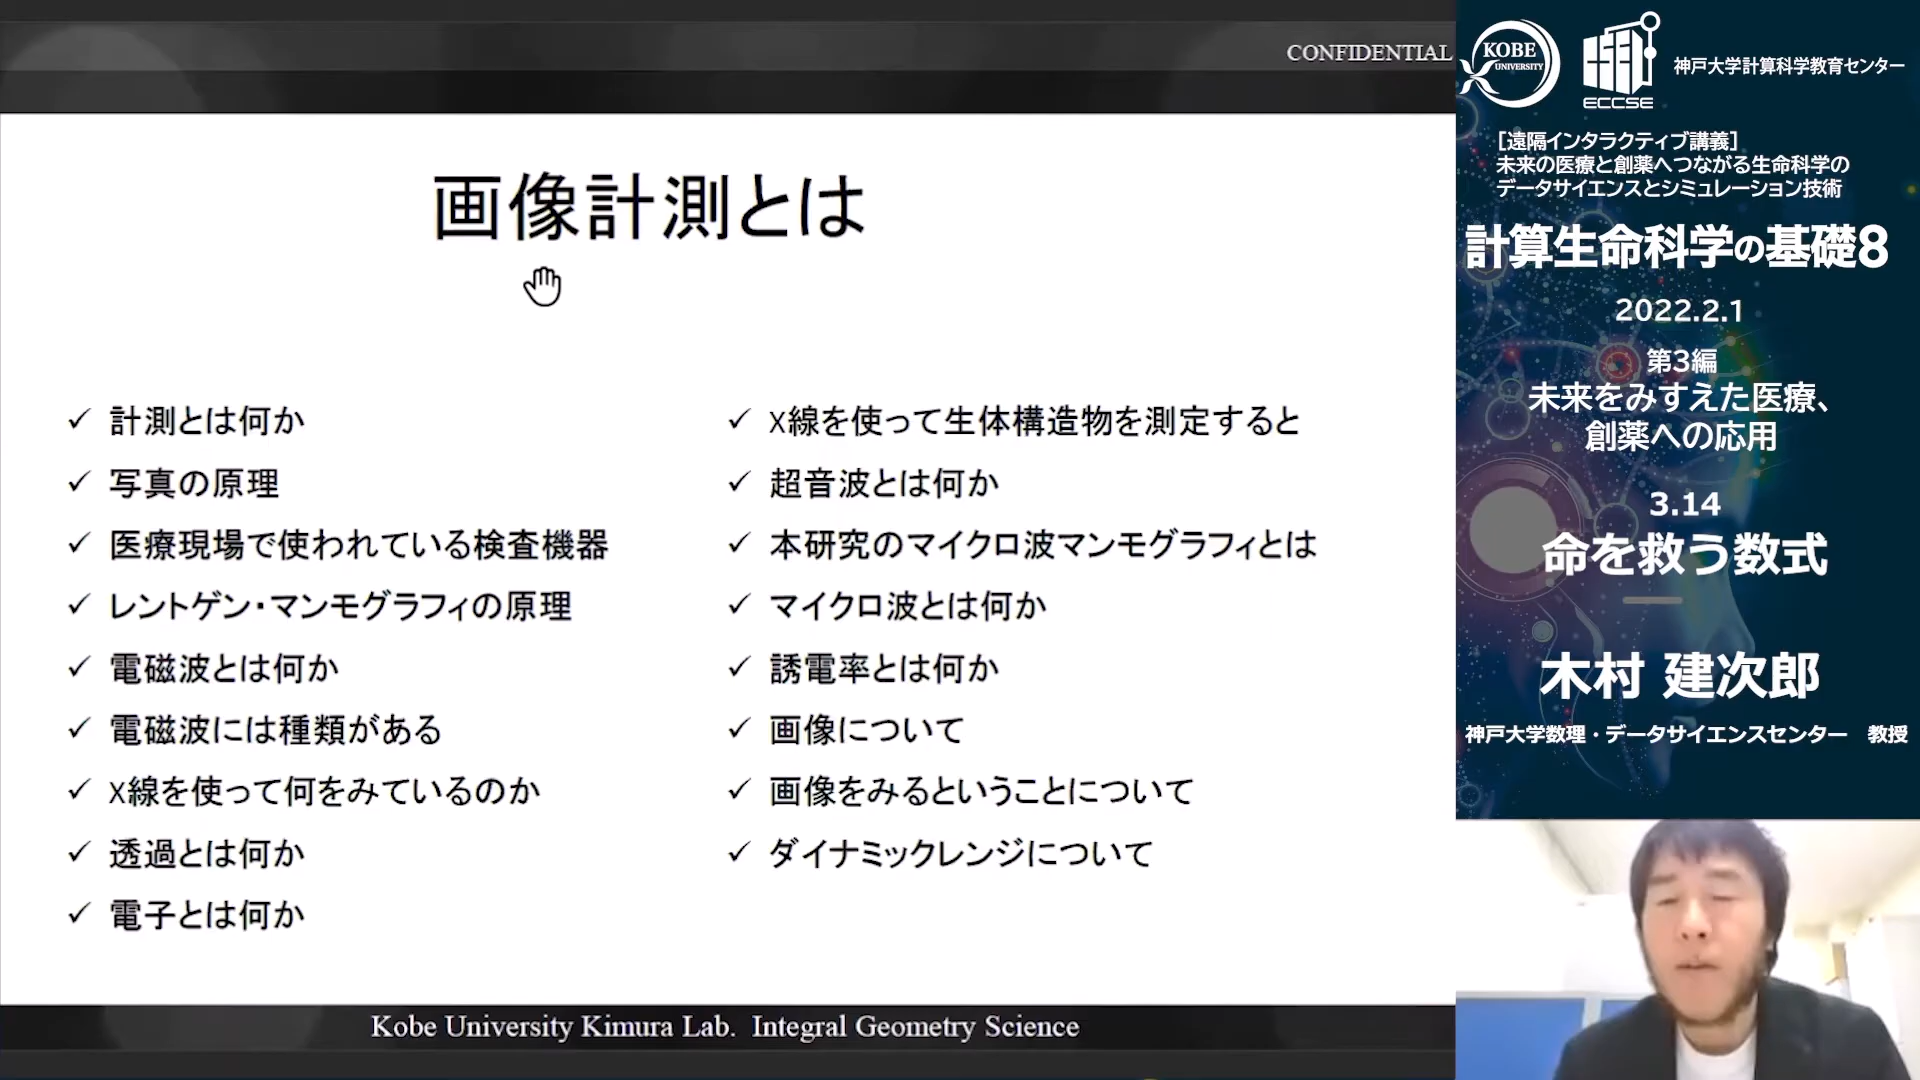 CONFIDENTIAL
画像計測とは
✓ 計測とは何か
✓ 写真の原理
✓ 医療現場で使われている検査機器
✓ レントゲン・マンモグラフィの原理
✓ 電磁波とは何か
✓ 電磁波には種類がある
✓ X線を使って何をみているのか
✓ 透過とは何か
✓ 電子とは何か
✓ X線を使って生体構造物を測定すると
✓ 超音波とは何か
✓ 本研究のマイクロ波マンモグラフィとは
✓ マイクロ波とは何か
✓ 誘電率とは何か
✓ 画像について
✓ 画像をみるということについて
✓ ダイナミックレンジについて
Kobe University Kimura Lab. Integral Geometry Science
KOBE
UNIVERSITY
ECCSE
神戸大学計算科学教育センター
［遠隔インタラクティブ講義］
未来の医療と創薬へつながる生命科学の
データサイエンスとシミュレーション技術
計算生命科学の基礎8
2022.2.1
第3編
未来をみすえた医療、
創薬への応用
3.14
命を救う数式
木村 建次郎
神戸大学数理・データサイエンスセンター 教授